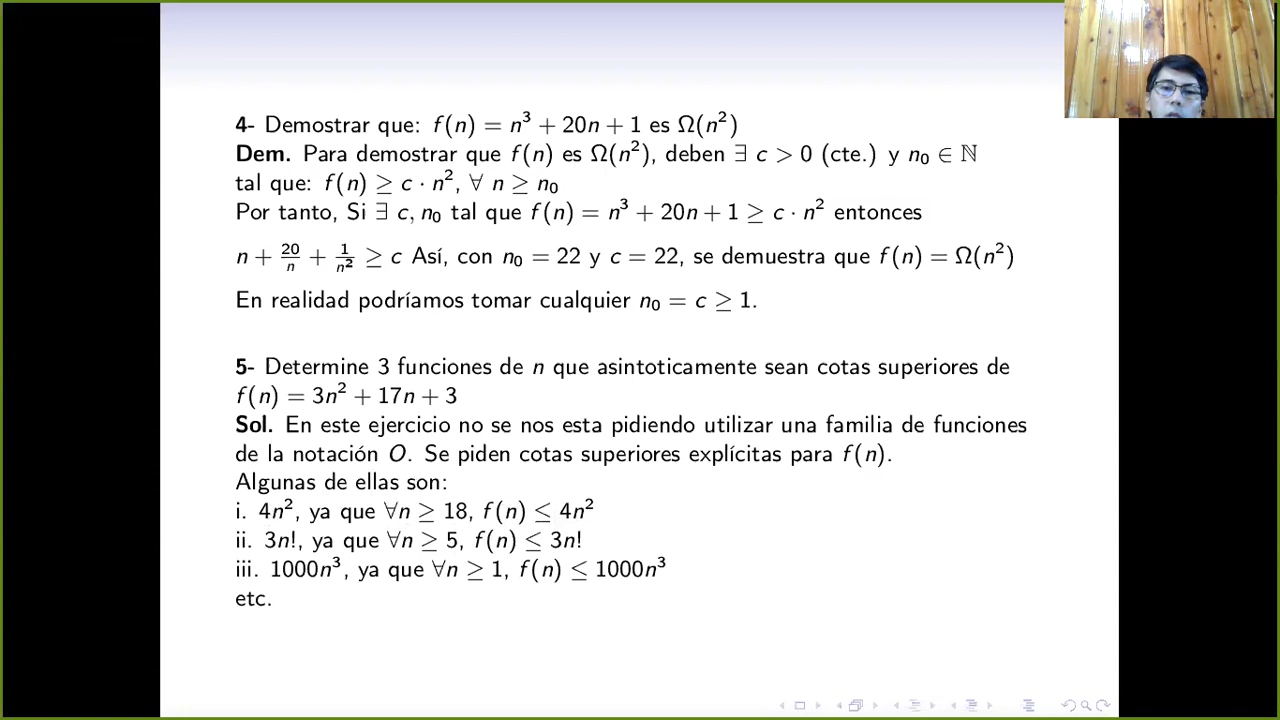 4- Demostrar que: f(n) = n³ + 20n + 1 es Ω(n²)
Dem. Para demostrar que f(n) es Ω(n²), deben ∃ c > 0 (cte.) y n₀ ∈ ℕ
tal que: f(n) ≥ c · n², ∀ n ≥ n₀
Por tanto, Si ∃ c, n₀ tal que f(n) = n³ + 20n + 1 ≥ c · n² entonces
n + 20/n + 1/n² ≥ c Así, con n₀ = 22 y c = 22, se demuestra que f(n) = Ω(n²)
En realidad podríamos tomar cualquier n₀ = c ≥ 1.
5- Determine 3 funciones de n que asintoticamente sean cotas superiores de
f(n) = 3n² + 17n + 3
Sol. En este ejercicio no se nos esta pidiendo utilizar una familia de funciones
de la notación O. Se piden cotas superiores explícitas para f(n).
Algunas de ellas son:
i. 4n², ya que ∀n ≥ 18, f(n) ≤ 4n²
ii. 3n!, ya que ∀n ≥ 5, f(n) ≤ 3n!
iii. 1000n³, ya que ∀n ≥ 1, f(n) ≤ 1000n³
etc.